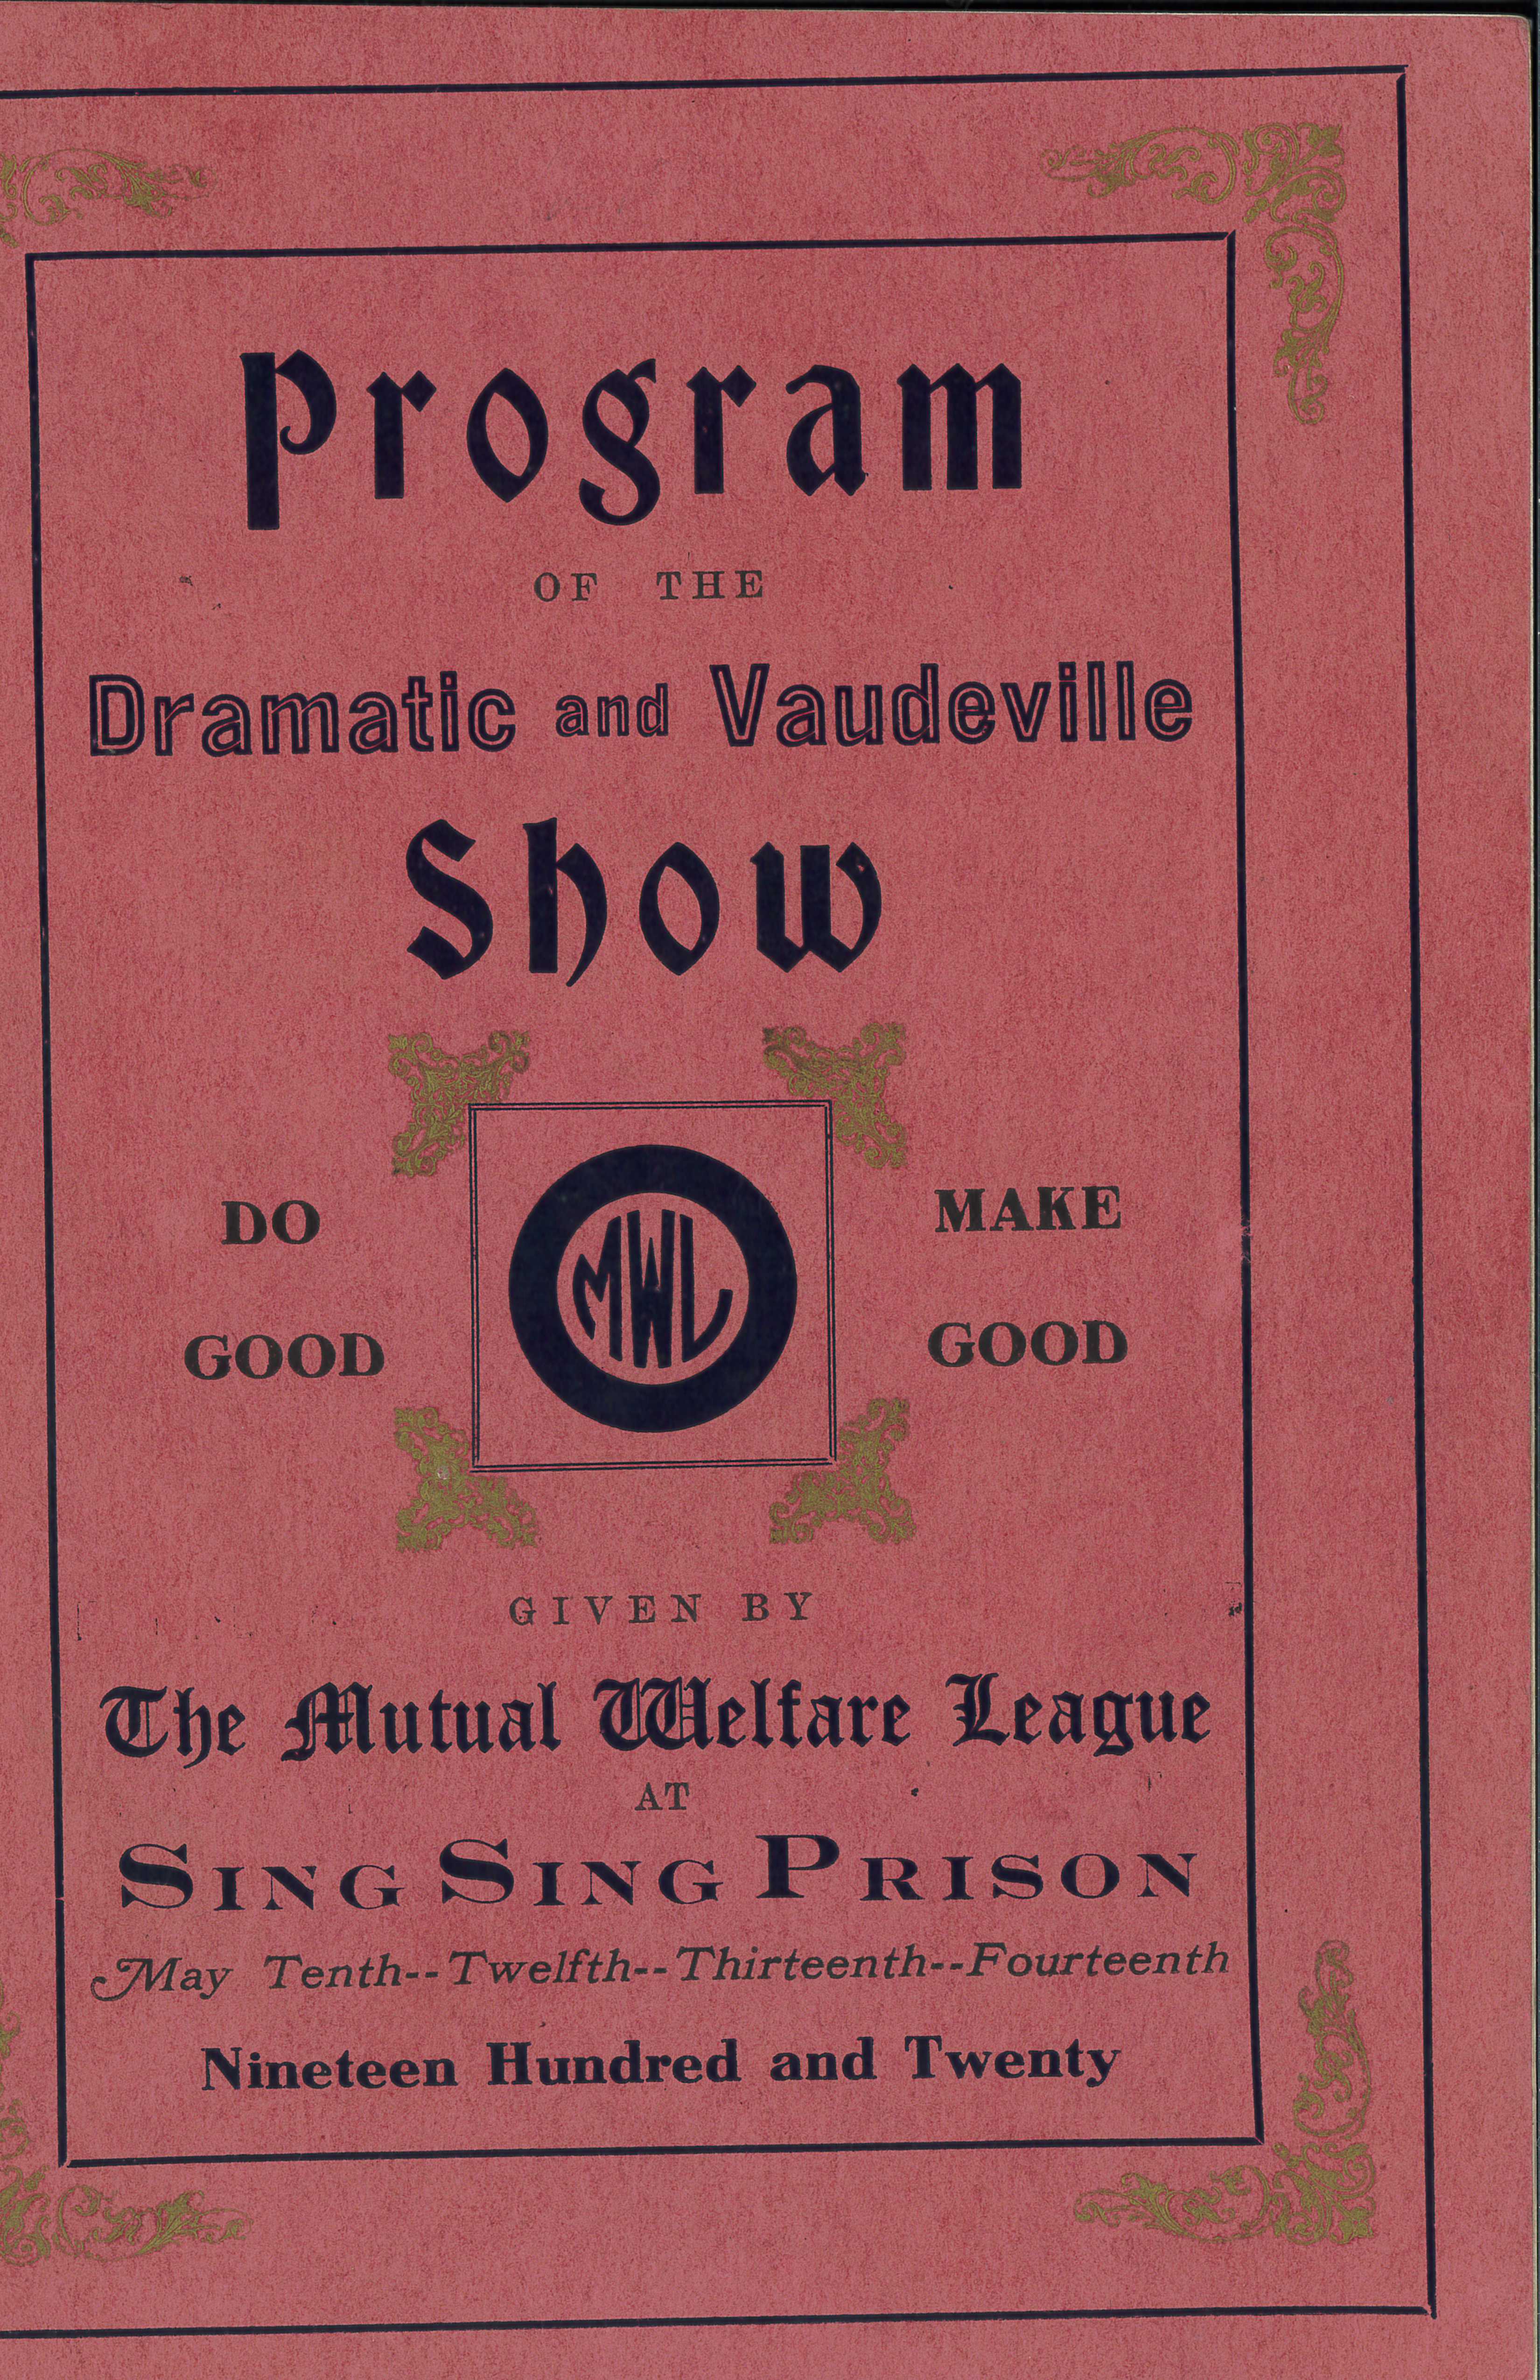 Program
OF THE
Dramatic and Vaudeville
Show
DO MAKE
MWL
GOOD GOOD
GIVEN BY
The Mutual Welfare League
AT
SING SING PRISON
May Tenth--Twelfth--Thirteenth--Fourteenth
Nineteen Hundred and Twenty